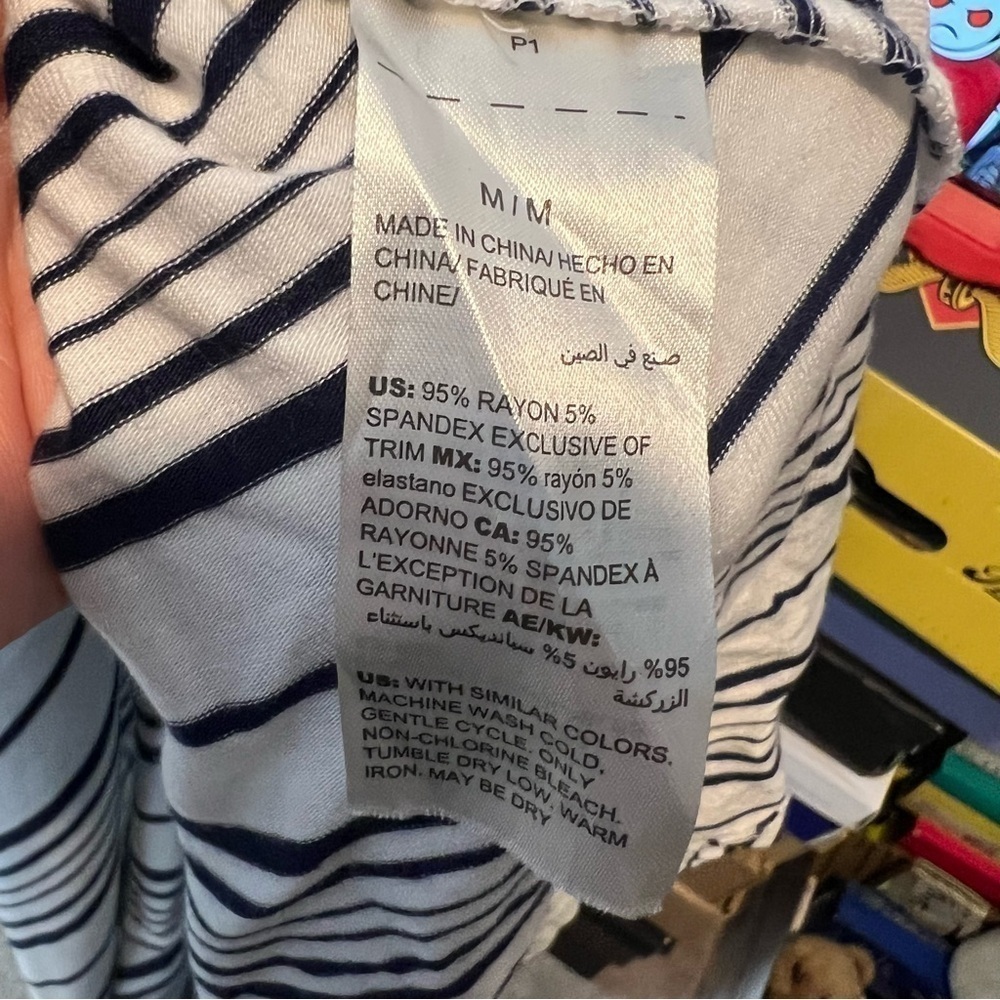 P1
M / M
MADE IN CHINA/ HECHO EN
CHINA/ FABRIQUÉ EN
CHINE/
صنع في الصين
US: 95% RAYON 5%
SPANDEX EXCLUSIVE OF
TRIM MX: 95% rayón 5%
elastano EXCLUSIVO DE
ADORNO CA: 95%
RAYONNE 5% SPANDEX À
L'EXCEPTION DE LA
GARNITURE AE/KW:
95% رايون 5% سباندیکس باستثناء
الزركشة
US: WITH SIMILAR COLORS.
MACHINE WASH COLD,
GENTLE CYCLE. ONLY
NON-CHLORINE BLEACH.
TUMBLE DRY LOW. WARM
IRON. MAY BE DRY